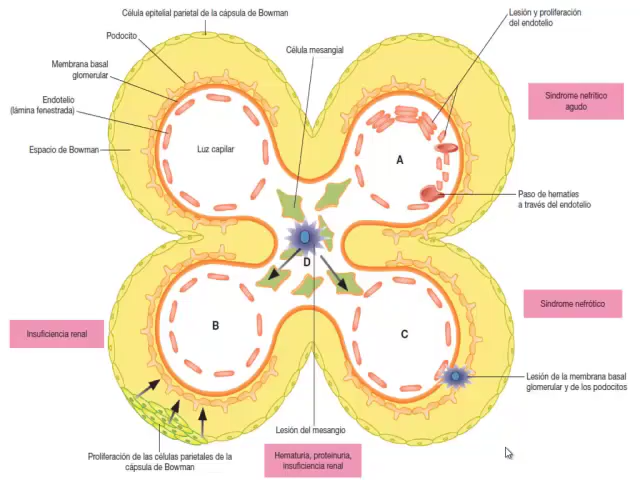 Célula epitelial parietal de la cápsula de Bowman
Podocito
Membrana basal
glomerular
Endotelio
(lámina fenestrada)
Espacio de Bowman
Luz capilar
Célula mesangial
Lesión y proliferación
del endotelio
Sindrome nefrítico
agudo
A
Paso de hematíes
a través del endotelio
D
B
C
Insuficiencia renal
Sindrome nefrótico
Lesión de la membrana basal
glomerular y de los podocitos
Lesión del mesangio
Proliferación de las células parietales de la
cápsula de Bowman
Hematuria, proteinuria,
insuficiencia renal